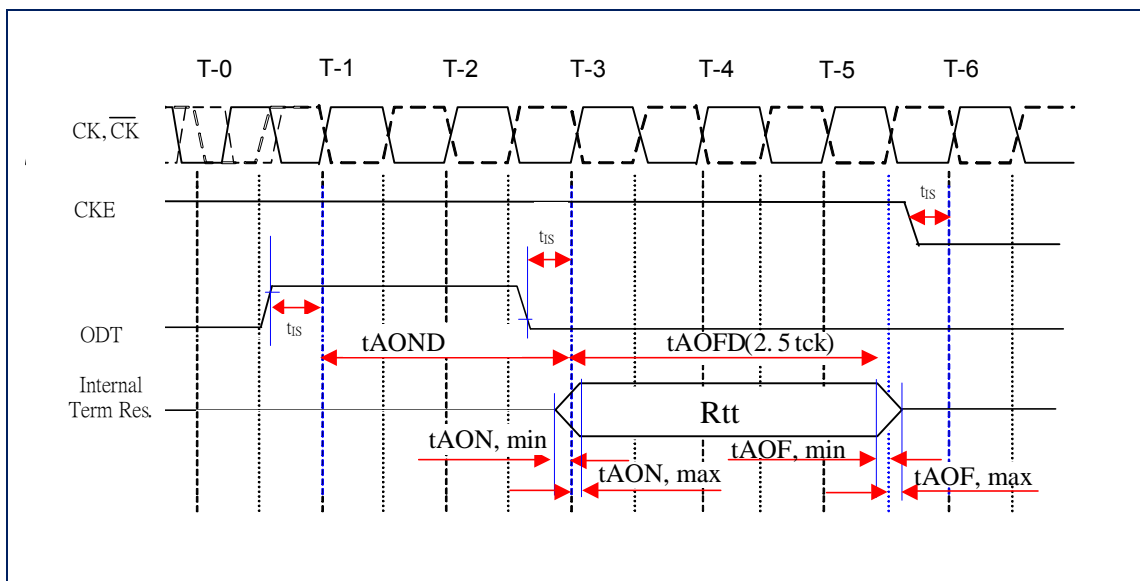 T-0 T-1 T-2 T-3 T-4 T-5 T-6
CK, CK
CKE
tIS
tIS
tIS
ODT
tAOND
tAOFD(2.5 tck)
Internal
Term Res.
Rtt
tAON, min
tAOF, min
tAON, max
tAOF, max